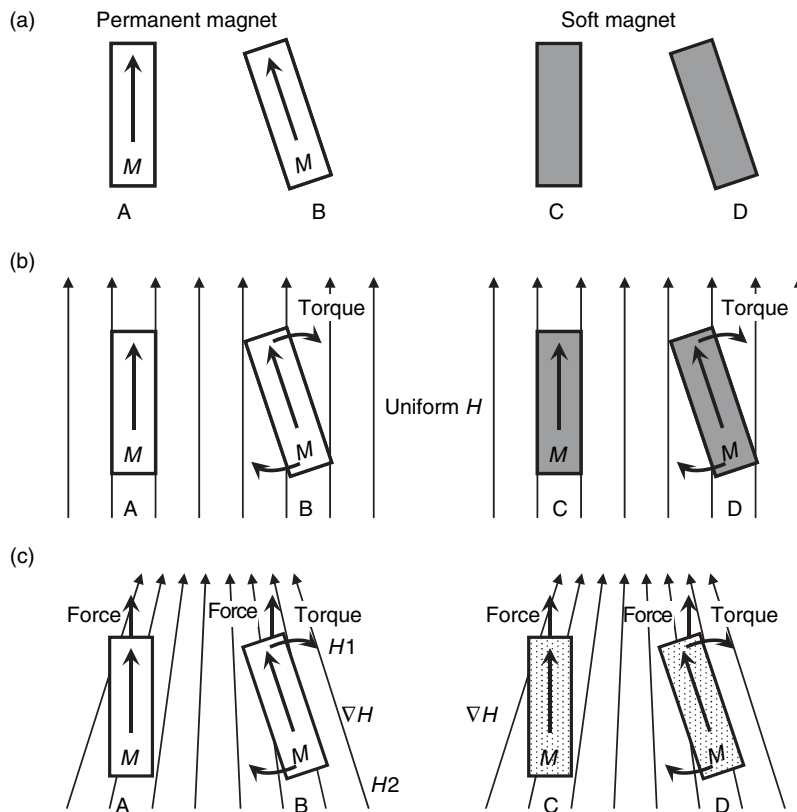 (a) Permanent magnet Soft magnet
M M
A B C D
(b)
Torque Torque
Uniform H
M M M M
A B C D
(c)
Force Force Torque Force Force Torque
H1
∇H ∇H
M M M M
H2
A B C D